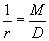 1/r = M/D